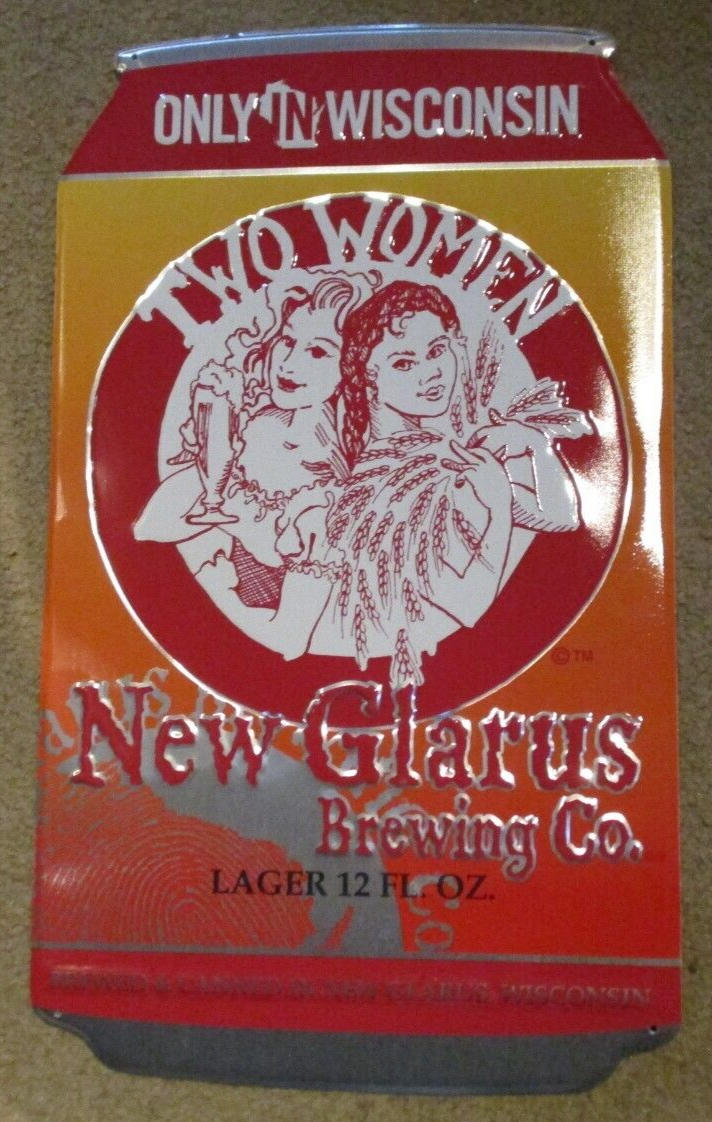 ONLY IN WISCONSIN
TWO WOMEN
©TM
New Glarus
Brewing Co.
LAGER 12 FL. OZ.
BREWED & CANNED IN NEW GLARUS, WISCONSIN